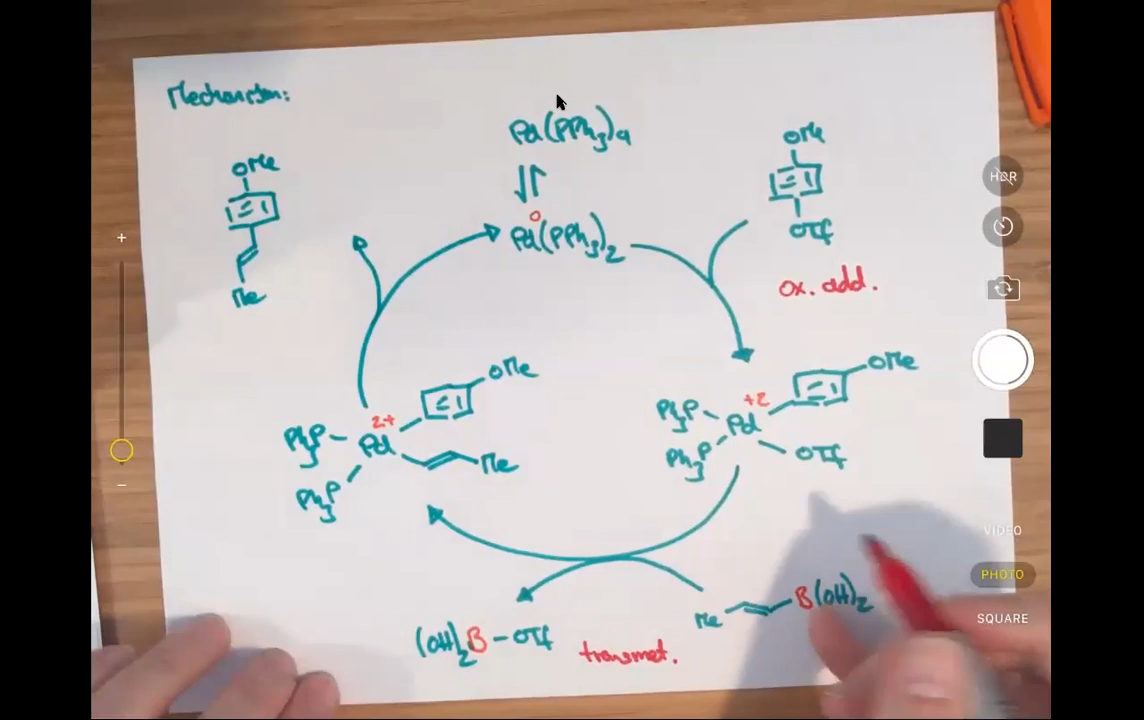 Mechanism:
Pd(PPh3)4
0
Pd(PPh3)2
OMe
OTf
ox. add.
OMe
Me
OMe
2+
Ph3P
Pd
Ph3P
Me
OMe
+2
Ph3P
Pd
Ph3P
OTf
Me
B(OH)2
(OH)2B-OTf
transmet.
HDR
VIDEO
PHOTO
SQUARE